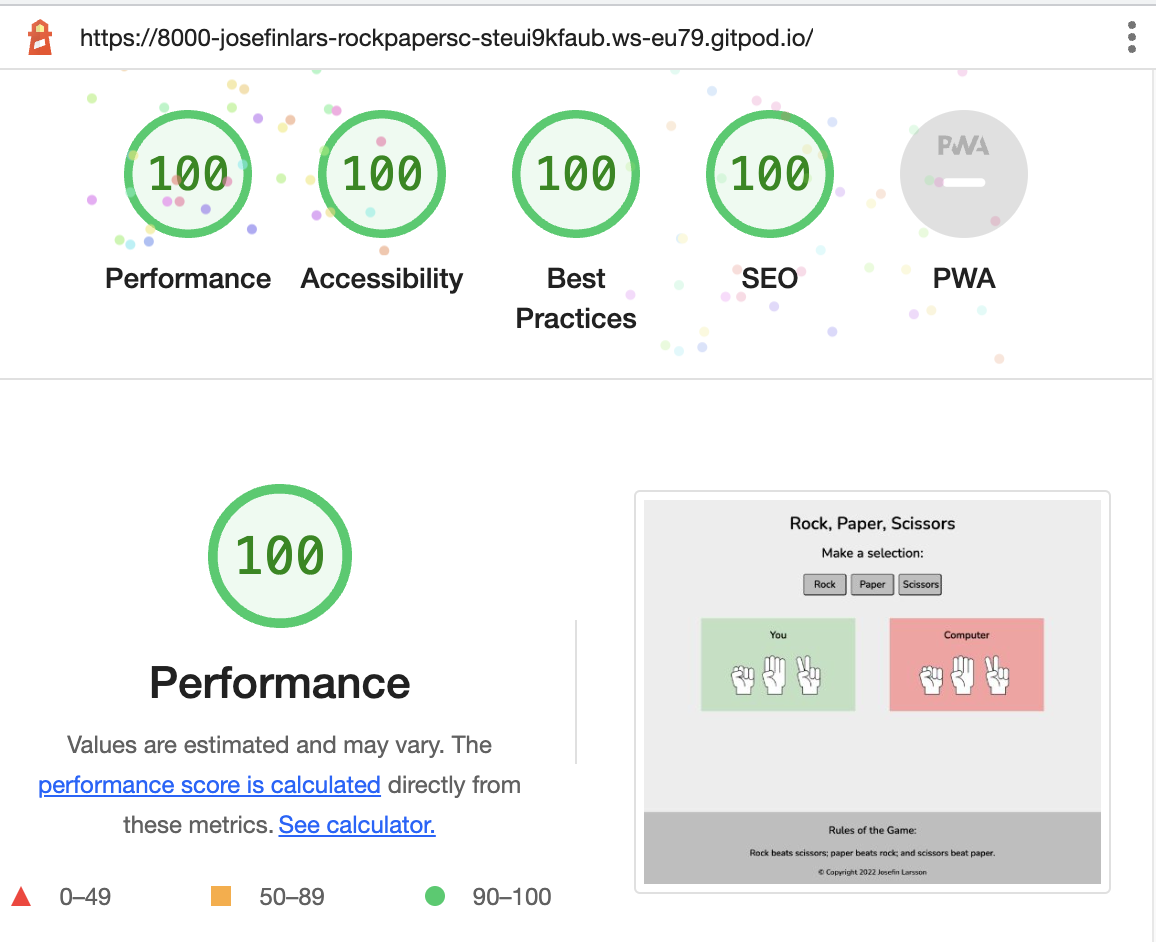 https://8000-josefinlars-rockpapersc-steui9kfaub.ws-eu79.gitpod.io/
100
100
100
100
PWA
Performance
Accessibility
Best
Practices
SEO
PWA
100
Performance
Values are estimated and may vary. The
performance score is calculated directly from
these metrics. See calculator.
0–49
50–89
90–100
Rock, Paper, Scissors
Make a selection:
Rock
Paper
Scissors
You
Computer
Rules of the Game:
Rock beats scissors; paper beats rock; and scissors beat paper.
© Copyright 2022 Josefin Larsson